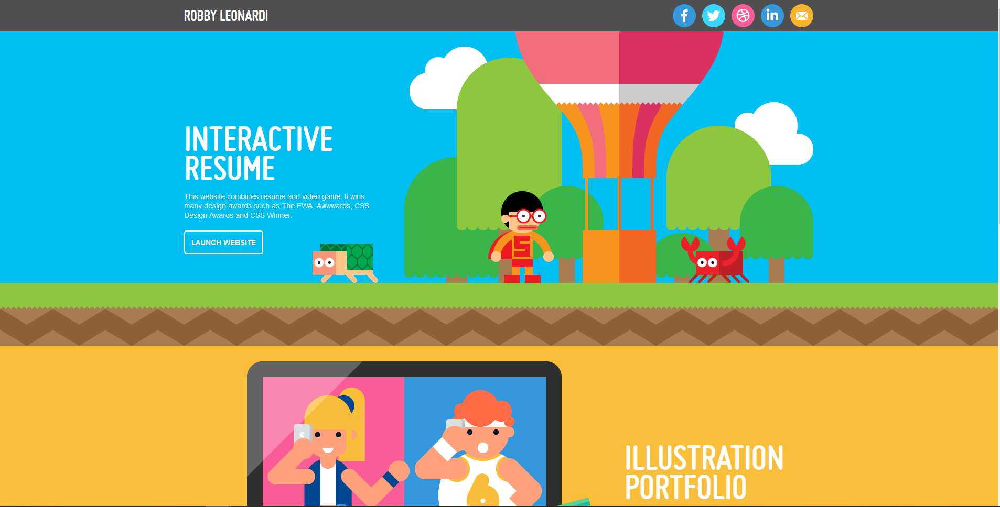 ROBBY LEONARDI
INTERACTIVE
RESUME
This website combines resume and video game. It wins
many design awards such as The FWA, Awwwards, CSS
Design Awards and CSS Winner.
LAUNCH WEBSITE
S
ILLUSTRATION
PORTFOLIO